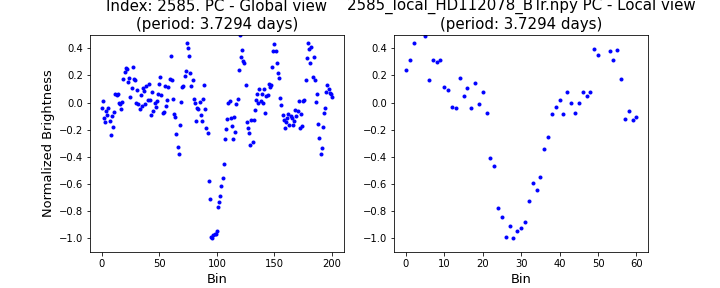 Index: 2585. PC - Global view
(period: 3.7294 days)
2585_local_HD112078_BTr.npy PC - Local view
(period: 3.7294 days)
Normalized Brightness
0.4
0.2
0.0
−0.2
−0.4
−0.6
−0.8
−1.0
0 50 100 150 200
Bin
0.4
0.2
0.0
−0.2
−0.4
−0.6
−0.8
−1.0
0 10 20 30 40 50 60
Bin